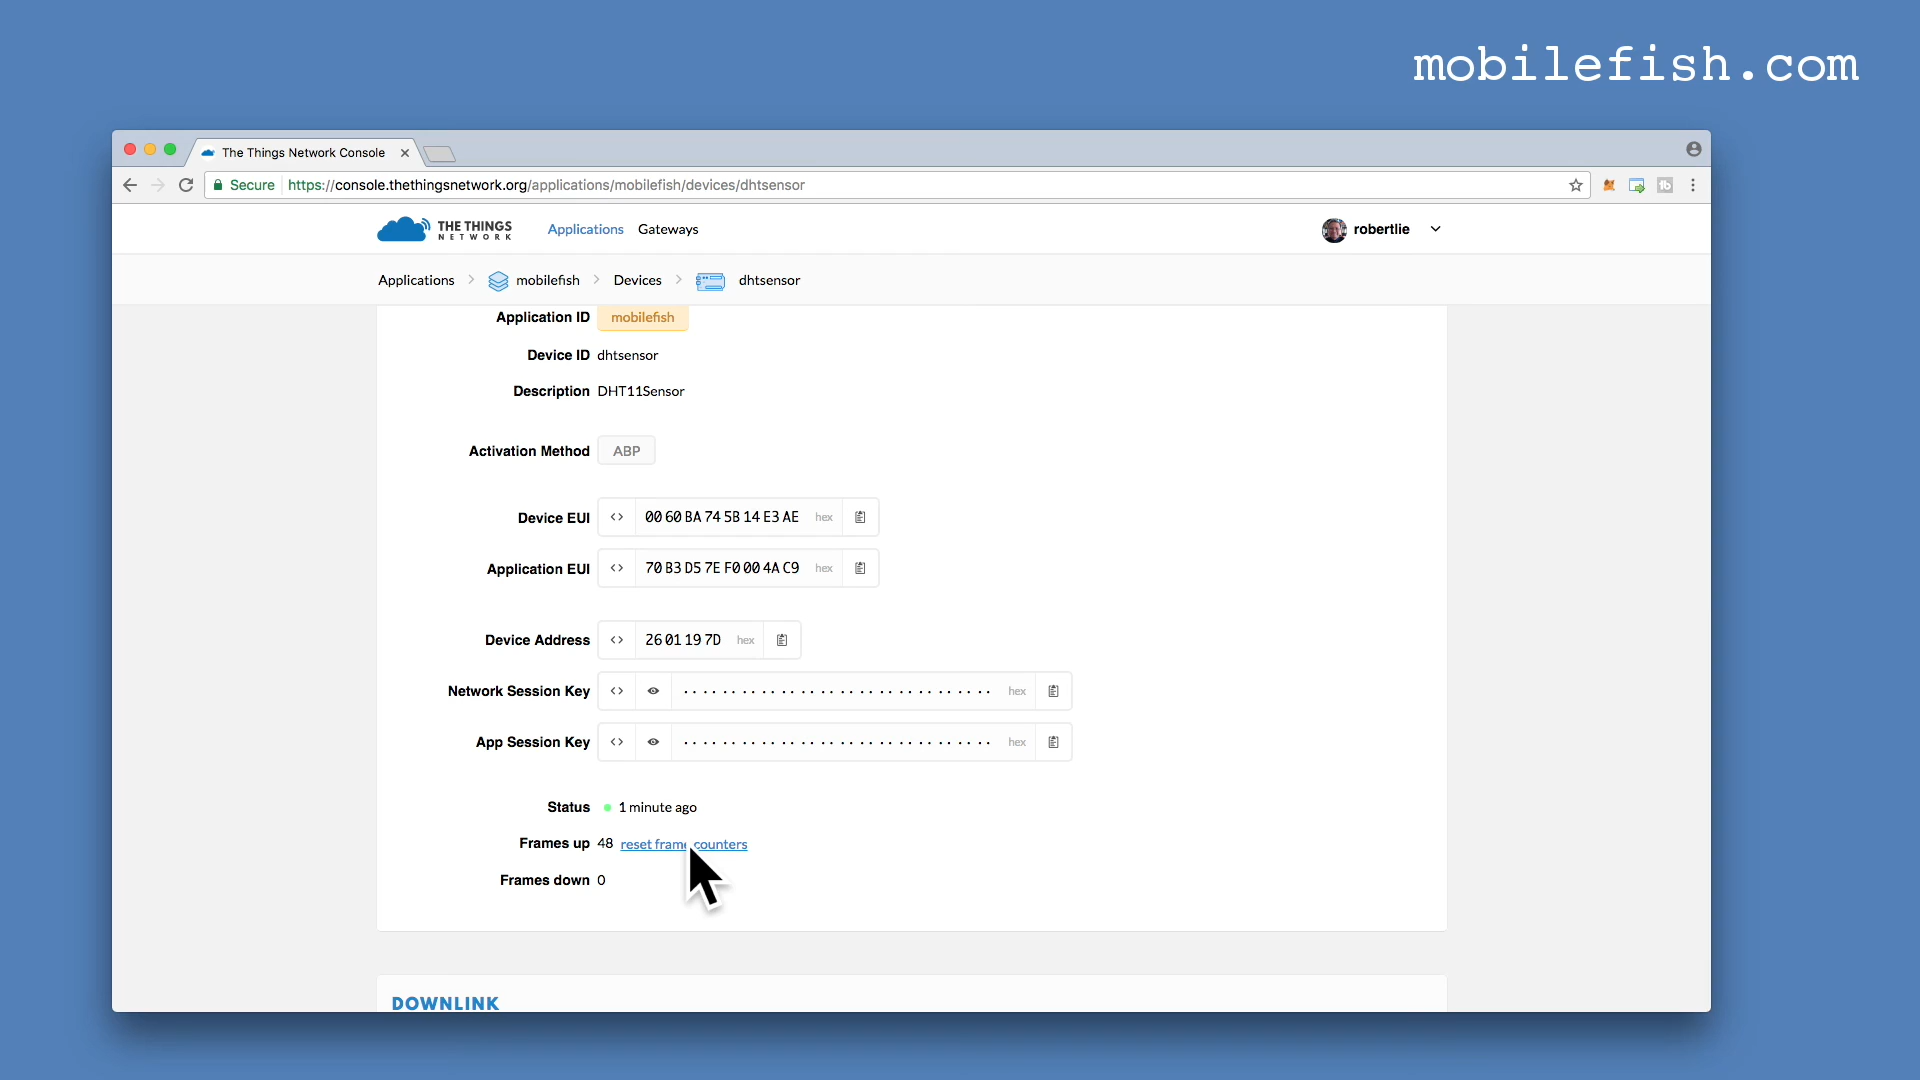 mobilefish.com
The Things Network Console
Secure https://console.thethingsnetwork.org/applications/mobilefish/devices/dhtsensor
THE THINGS
NETWORK
Applications Gateways
robertlie
Applications mobilefish Devices dhtsensor
Application ID mobilefish
Device ID dhtsensor
Description DHT11Sensor
Activation Method ABP
Device EUI 00 60 BA 74 5B 14 E3 AE hex
Application EUI 70 B3 D5 7E F0 00 4A C9 hex
Device Address 26 01 19 7D hex
Network Session Key hex
App Session Key hex
Status 1 minute ago
Frames up 48 reset frame counters
Frames down 0
DOWNLINK